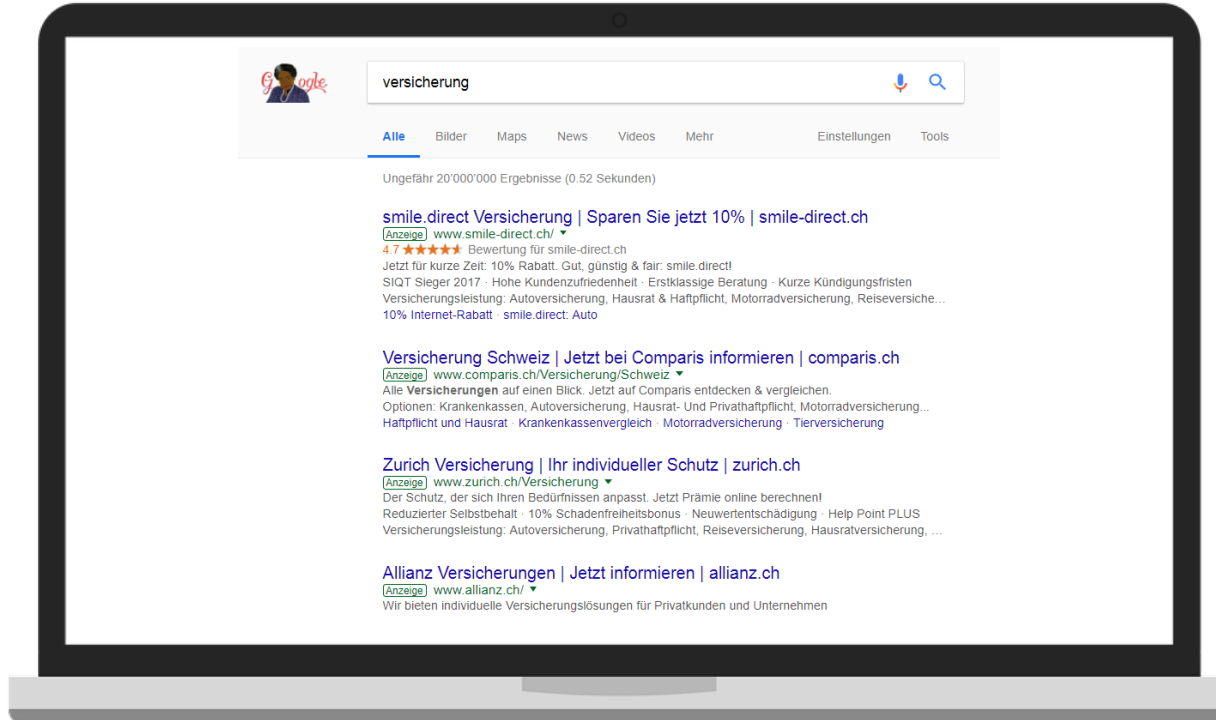 Google
versicherung
Alle Bilder Maps News Videos Mehr Einstellungen Tools
Ungefähr 20'000'000 Ergebnisse (0.52 Sekunden)
smile.direct Versicherung | Sparen Sie jetzt 10% | smile-direct.ch
Anzeige www.smile-direct.ch/
4.7 Bewertung für smile-direct.ch
Jetzt für kurze Zeit: 10% Rabatt. Gut, günstig & fair: smile.direct!
SIQT Sieger 2017 · Hohe Kundenzufriedenheit · Erstklassige Beratung · Kurze Kündigungsfristen
Versicherungsleistung: Autoversicherung, Hausrat & Haftpflicht, Motorradversicherung, Reiseversiche...
10% Internet-Rabatt · smile.direct: Auto
Versicherung Schweiz | Jetzt bei Comparis informieren | comparis.ch
Anzeige www.comparis.ch/Versicherung/Schweiz
Alle Versicherungen auf einen Blick. Jetzt auf Comparis entdecken & vergleichen.
Optionen: Krankenkassen, Autoversicherung, Hausrat- Und Privathaftpflicht, Motorradversicherung...
Haftpflicht und Hausrat · Krankenkassenvergleich · Motorradversicherung · Tierversicherung
Zurich Versicherung | Ihr individueller Schutz | zurich.ch
Anzeige www.zurich.ch/Versicherung
Der Schutz, der sich Ihren Bedürfnissen anpasst. Jetzt Prämie online berechnen!
Reduzierter Selbstbehalt · 10% Schadenfreiheitsbonus · Neuwertentschädigung · Help Point PLUS
Versicherungsleistung: Autoversicherung, Privathaftpflicht, Reiseversicherung, Hausratversicherung, ...
Allianz Versicherungen | Jetzt informieren | allianz.ch
Anzeige www.allianz.ch/
Wir bieten individuelle Versicherungslösungen für Privatkunden und Unternehmen